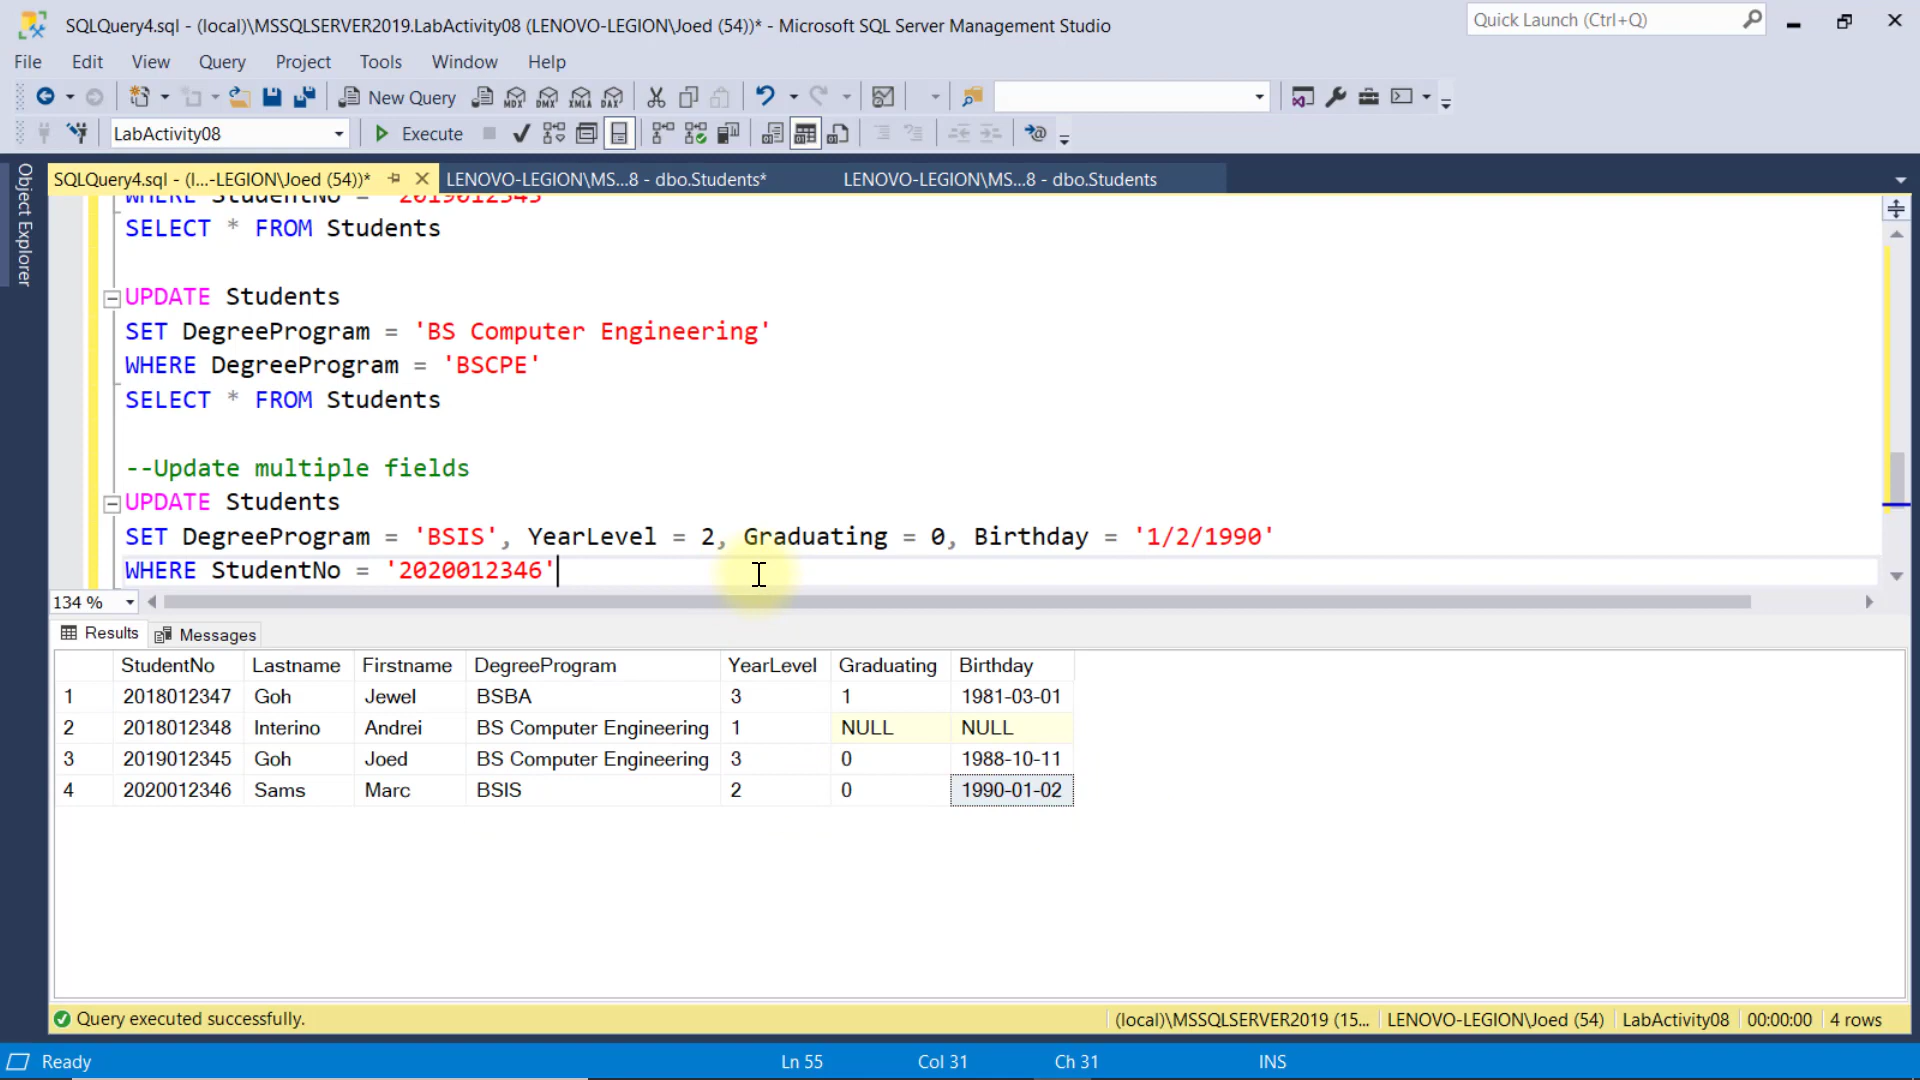 SQLQuery4.sql - (local)\MSSQLSERVER2019.LabActivity08 (LENOVO-LEGION\Joed (54))* - Microsoft SQL Server Management Studio
Quick Launch (Ctrl+Q)
File Edit View Query Project Tools Window Help
New Query MDX DMX XMLA DAX
LabActivity08 Execute
Object Explorer
SQLQuery4.sql - (l...-LEGION\Joed (54))* LENOVO-LEGION\MS...8 - dbo.Students* LENOVO-LEGION\MS...8 - dbo.Students
WHERE StudentNo = '2019012345'
SELECT * FROM Students
UPDATE Students
SET DegreeProgram = 'BS Computer Engineering'
WHERE DegreeProgram = 'BSCPE'
SELECT * FROM Students
--Update multiple fields
UPDATE Students
SET DegreeProgram = 'BSIS', YearLevel = 2, Graduating = 0, Birthday = '1/2/1990'
WHERE StudentNo = '2020012346'
134 %
Results Messages
StudentNo Lastname Firstname DegreeProgram YearLevel Graduating Birthday
1 2018012347 Goh Jewel BSBA 3 1 1981-03-01
2 2018012348 Interino Andrei BS Computer Engineering 1 NULL NULL
3 2019012345 Goh Joed BS Computer Engineering 3 0 1988-10-11
4 2020012346 Sams Marc BSIS 2 0 1990-01-02
Query executed successfully. (local)\MSSQLSERVER2019 (15... LENOVO-LEGION\Joed (54) LabActivity08 00:00:00 4 rows
Ready Ln 55 Col 31 Ch 31 INS